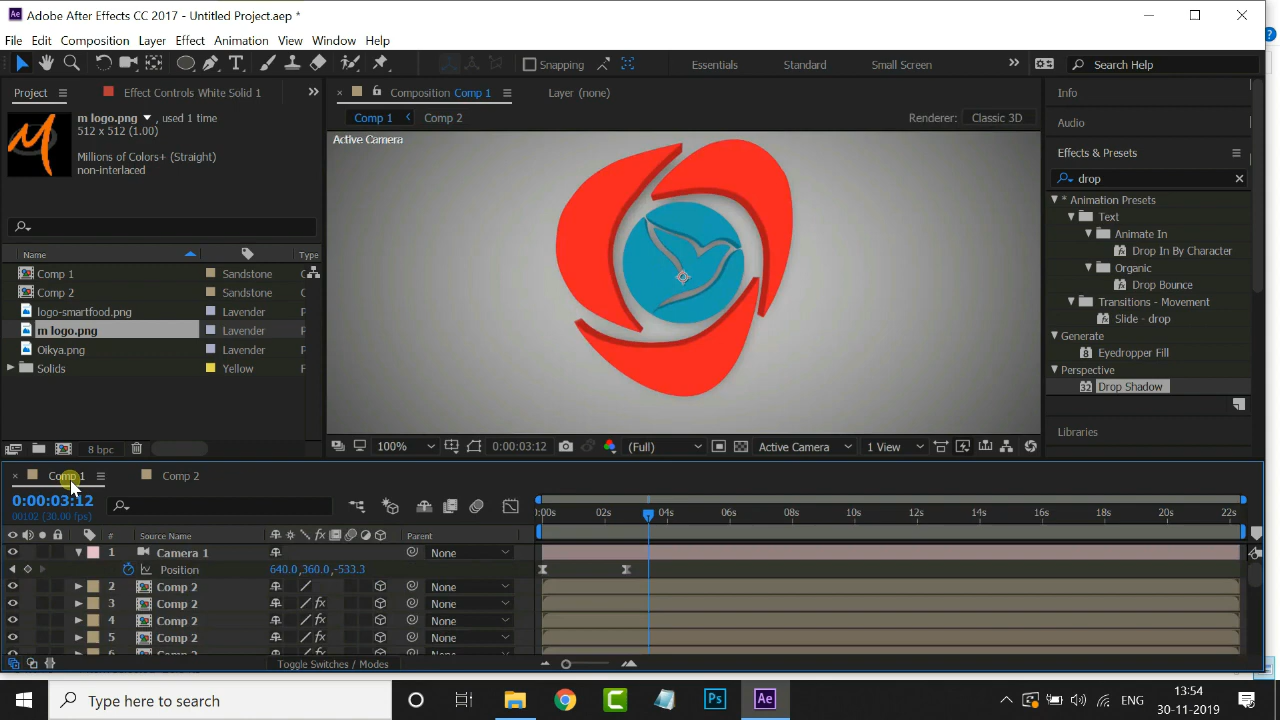 Adobe After Effects CC 2017 - Untitled Project.aep *
File Edit Composition Layer Effect Animation View Window Help
Snapping Essentials Standard Small Screen Search Help
Project Effect Controls White Solid 1 Composition Comp 1 Layer (none) Info
m logo.png , used 1 time
512 x 512 (1.00)
Millions of Colors+ (Straight)
non-interlaced
Comp 1 Comp 2 Renderer: Classic 3D
Active Camera
Audio
Effects & Presets
drop
* Animation Presets
Text
Animate In
Drop In By Character
Organic
Drop Bounce
Transitions - Movement
Slide - drop
Generate
Eyedropper Fill
Perspective
Drop Shadow
Libraries
Name Type
Comp 1 Sandstone C
Comp 2 Sandstone C
logo-smartfood.png Lavender P
m logo.png Lavender P
Oikya.png Lavender P
Solids Yellow F
8 bpc
100% 0:00:03:12 (Full) Active Camera 1 View
Comp 1 Comp 2
0:00:03:12
00102 (30.00 fps)
:00s 02s 04s 06s 08s 10s 12s 14s 16s 18s 20s 22s
# Source Name Parent
1 Camera 1 None
Position 640.0,360.0,-533.3
2 Comp 2 None
3 Comp 2 fx None
4 Comp 2 fx None
5 Comp 2 fx None
Toggle Switches / Modes
Type here to search
ENG
13:54
30-11-2019